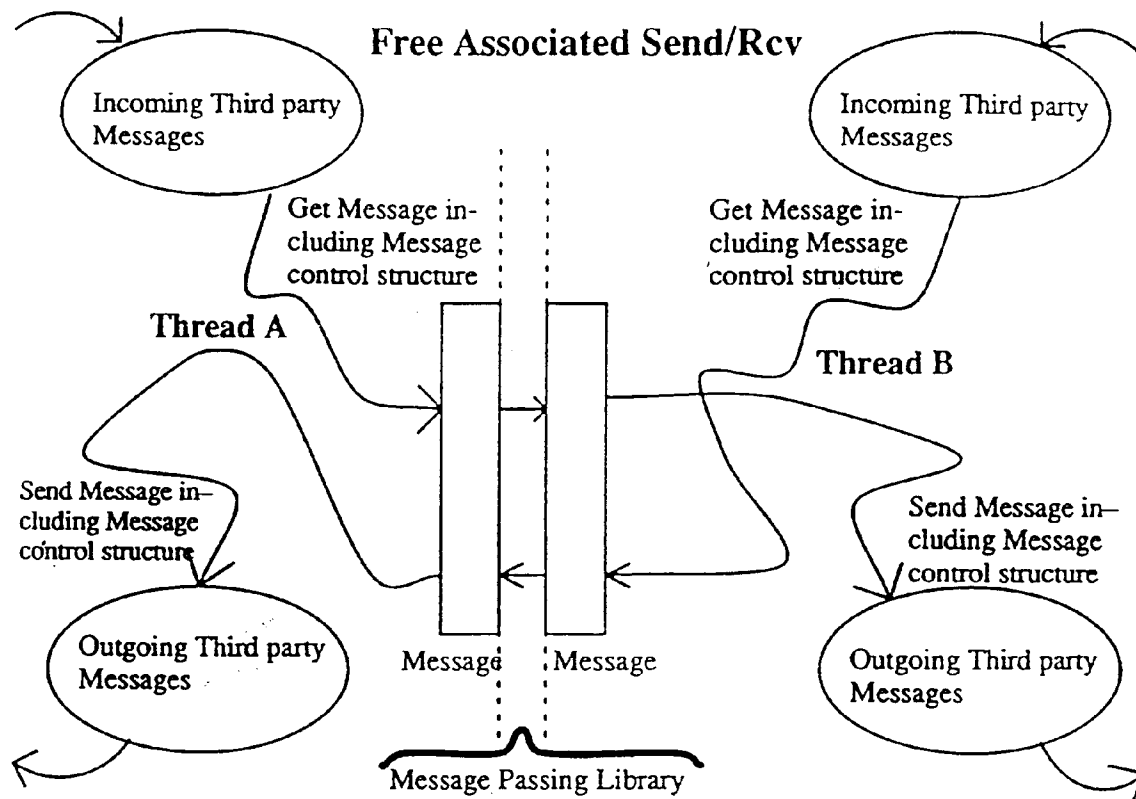 Free Associated Send/Rcv
Incoming Third party
Messages
Incoming Third party
Messages
Get Message in-
cluding Message
control structure
Get Message in-
cluding Message
control structure
Thread A
Thread B
Send Message in-
cluding Message
control structure
Send Message in-
cluding Message
control structure
Message
Message
Outgoing Third party
Messages
Outgoing Third party
Messages
Message Passing Library